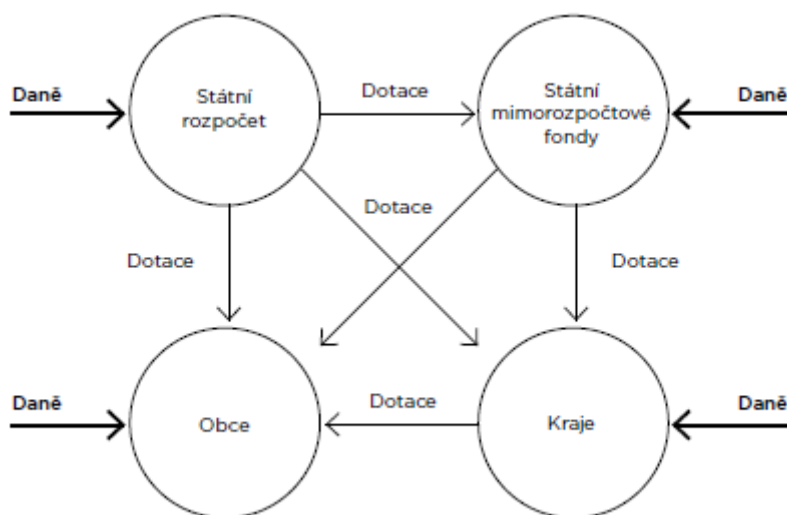 Daně
Státní
rozpočet
Dotace
Státní
mimorozpočtové
fondy
Daně
Dotace
Dotace
Dotace
Daně
Obce
Dotace
Kraje
Daně